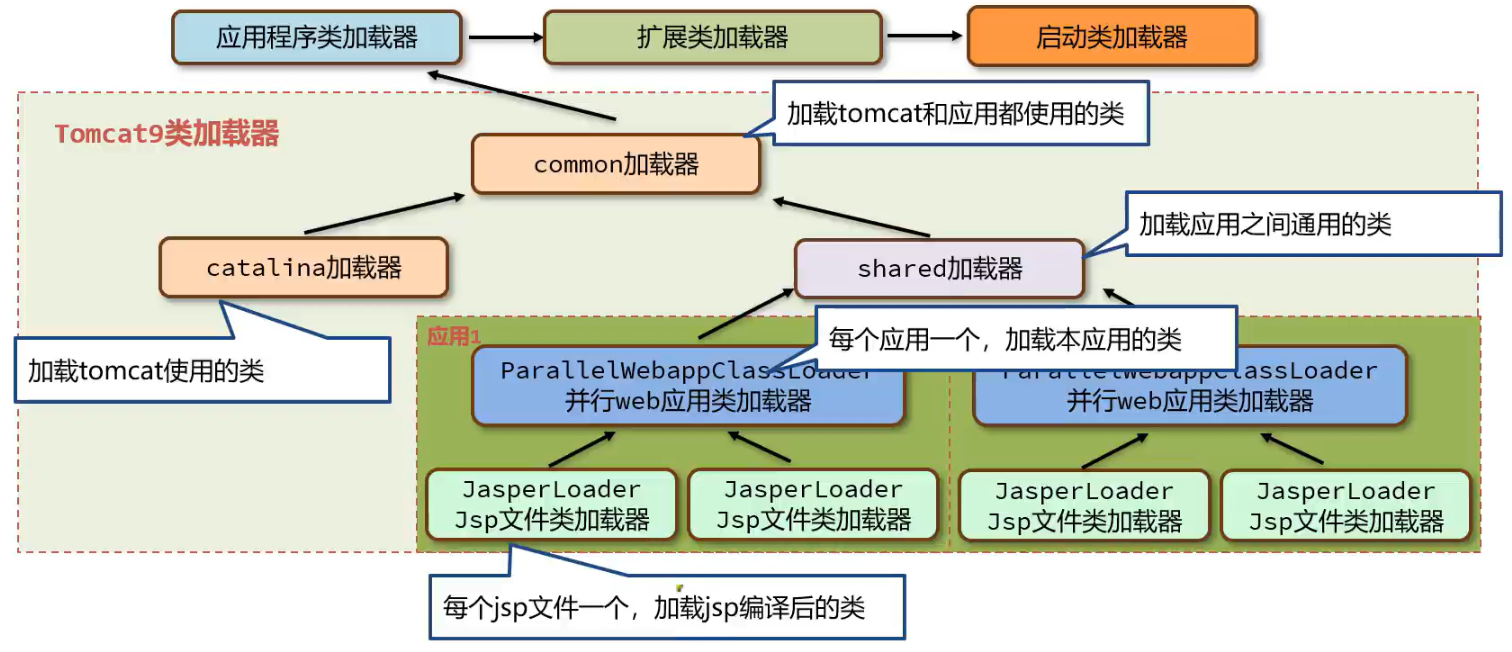 应用程序类加载器
扩展类加载器
启动类加载器
Tomcat9类加载器
加载tomcat和应用都使用的类
common加载器
加载应用之间通用的类
catalina加载器
shared加载器
加载tomcat使用的类
应用1
每个应用一个，加载本应用的类
ParallelWebappClassLoader
并行web应用类加载器
ParallelWebappClassLoader
并行web应用类加载器
JasperLoader
Jsp文件类加载器
JasperLoader
Jsp文件类加载器
JasperLoader
Jsp文件类加载器
JasperLoader
Jsp文件类加载器
每个jsp文件一个，加载jsp编译后的类